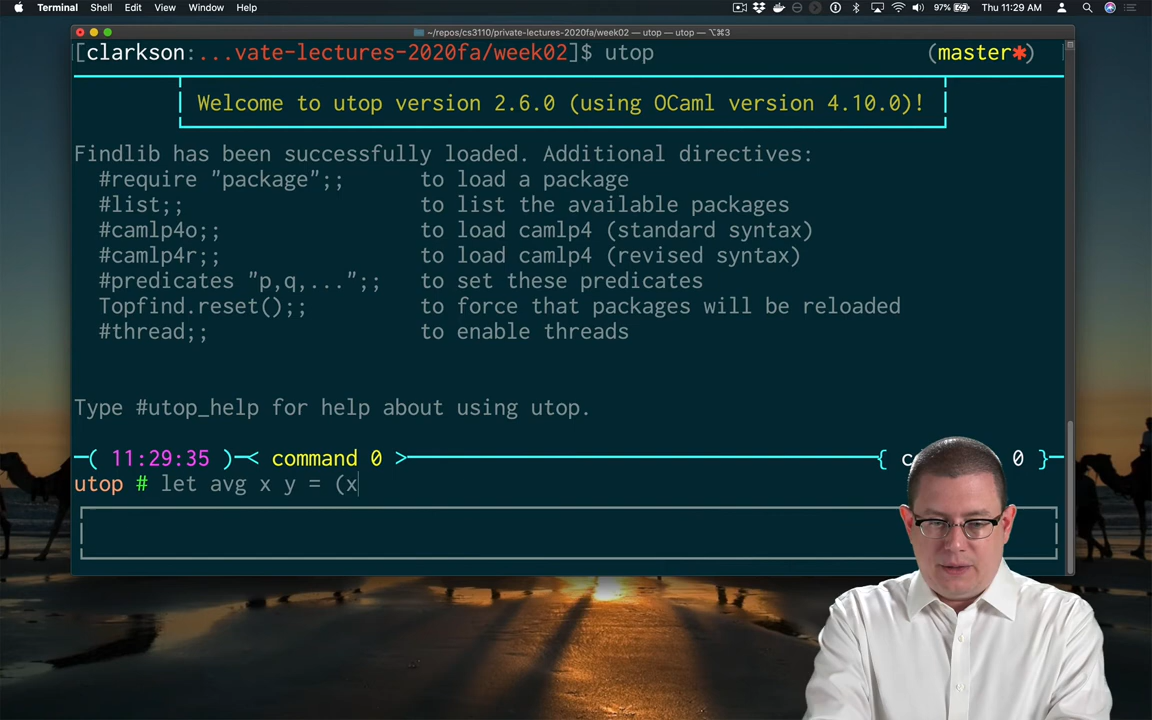 Terminal Shell Edit View Window Help 97% Thu 11:29 AM
~/repos/cs3110/private-lectures-2020fa/week02 — utop — utop — ⌥⌘3
[clarkson:...vate-lectures-2020fa/week02]$ utop (master✱)
Welcome to utop version 2.6.0 (using OCaml version 4.10.0)!
Findlib has been successfully loaded. Additional directives:
#require "package";; to load a package
#list;; to list the available packages
#camlp4o;; to load camlp4 (standard syntax)
#camlp4r;; to load camlp4 (revised syntax)
#predicates "p,q,...";; to set these predicates
Topfind.reset();; to force that packages will be reloaded
#thread;; to enable threads
Type #utop_help for help about using utop.
─( 11:29:35 )─< command 0 >─{ c 0 }─
utop # let avg x y = (x